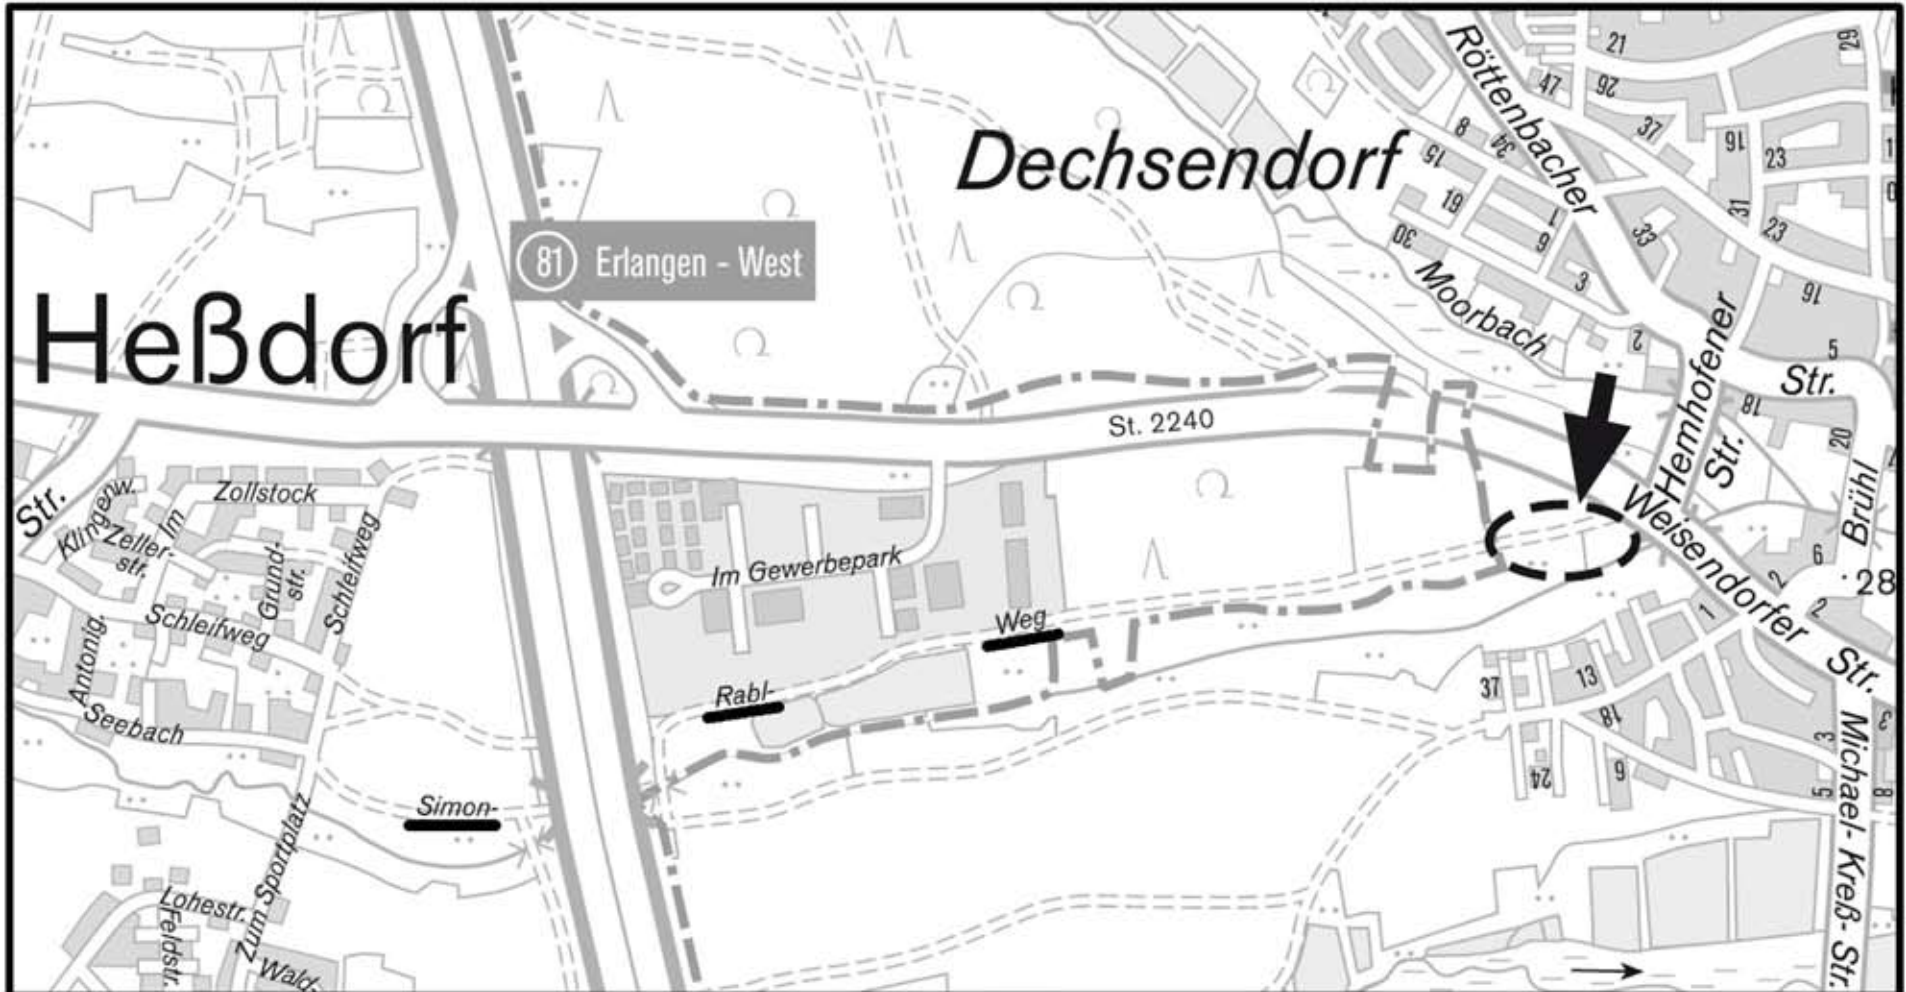 Dechsendorf
Röttenbacher
81 Erlangen - West
Heßdorf
Moorbach
Hemhofener
Str.
Str.
St. 2240
Brühl
Weisendorfer
Str.
Str.
Klingenw.
Zeller-
str.
Im
Zollstock
Grund-
str.
Schleifweg
Schleifweg
Antonig.
Seebach
Im Gewerbepark
Weg
Rabl-
Simon-
Zum Sportplatz
Lohestr.
Feldstr.
Wald-
Michael- Kreß- Str.
21
29
47
26
8
34
37
15
16
23
19
1
6
31
30
33
23
3
16
2
5
18
20
6
2
28
2
1
37
13
18
3
3
24
9
5
8